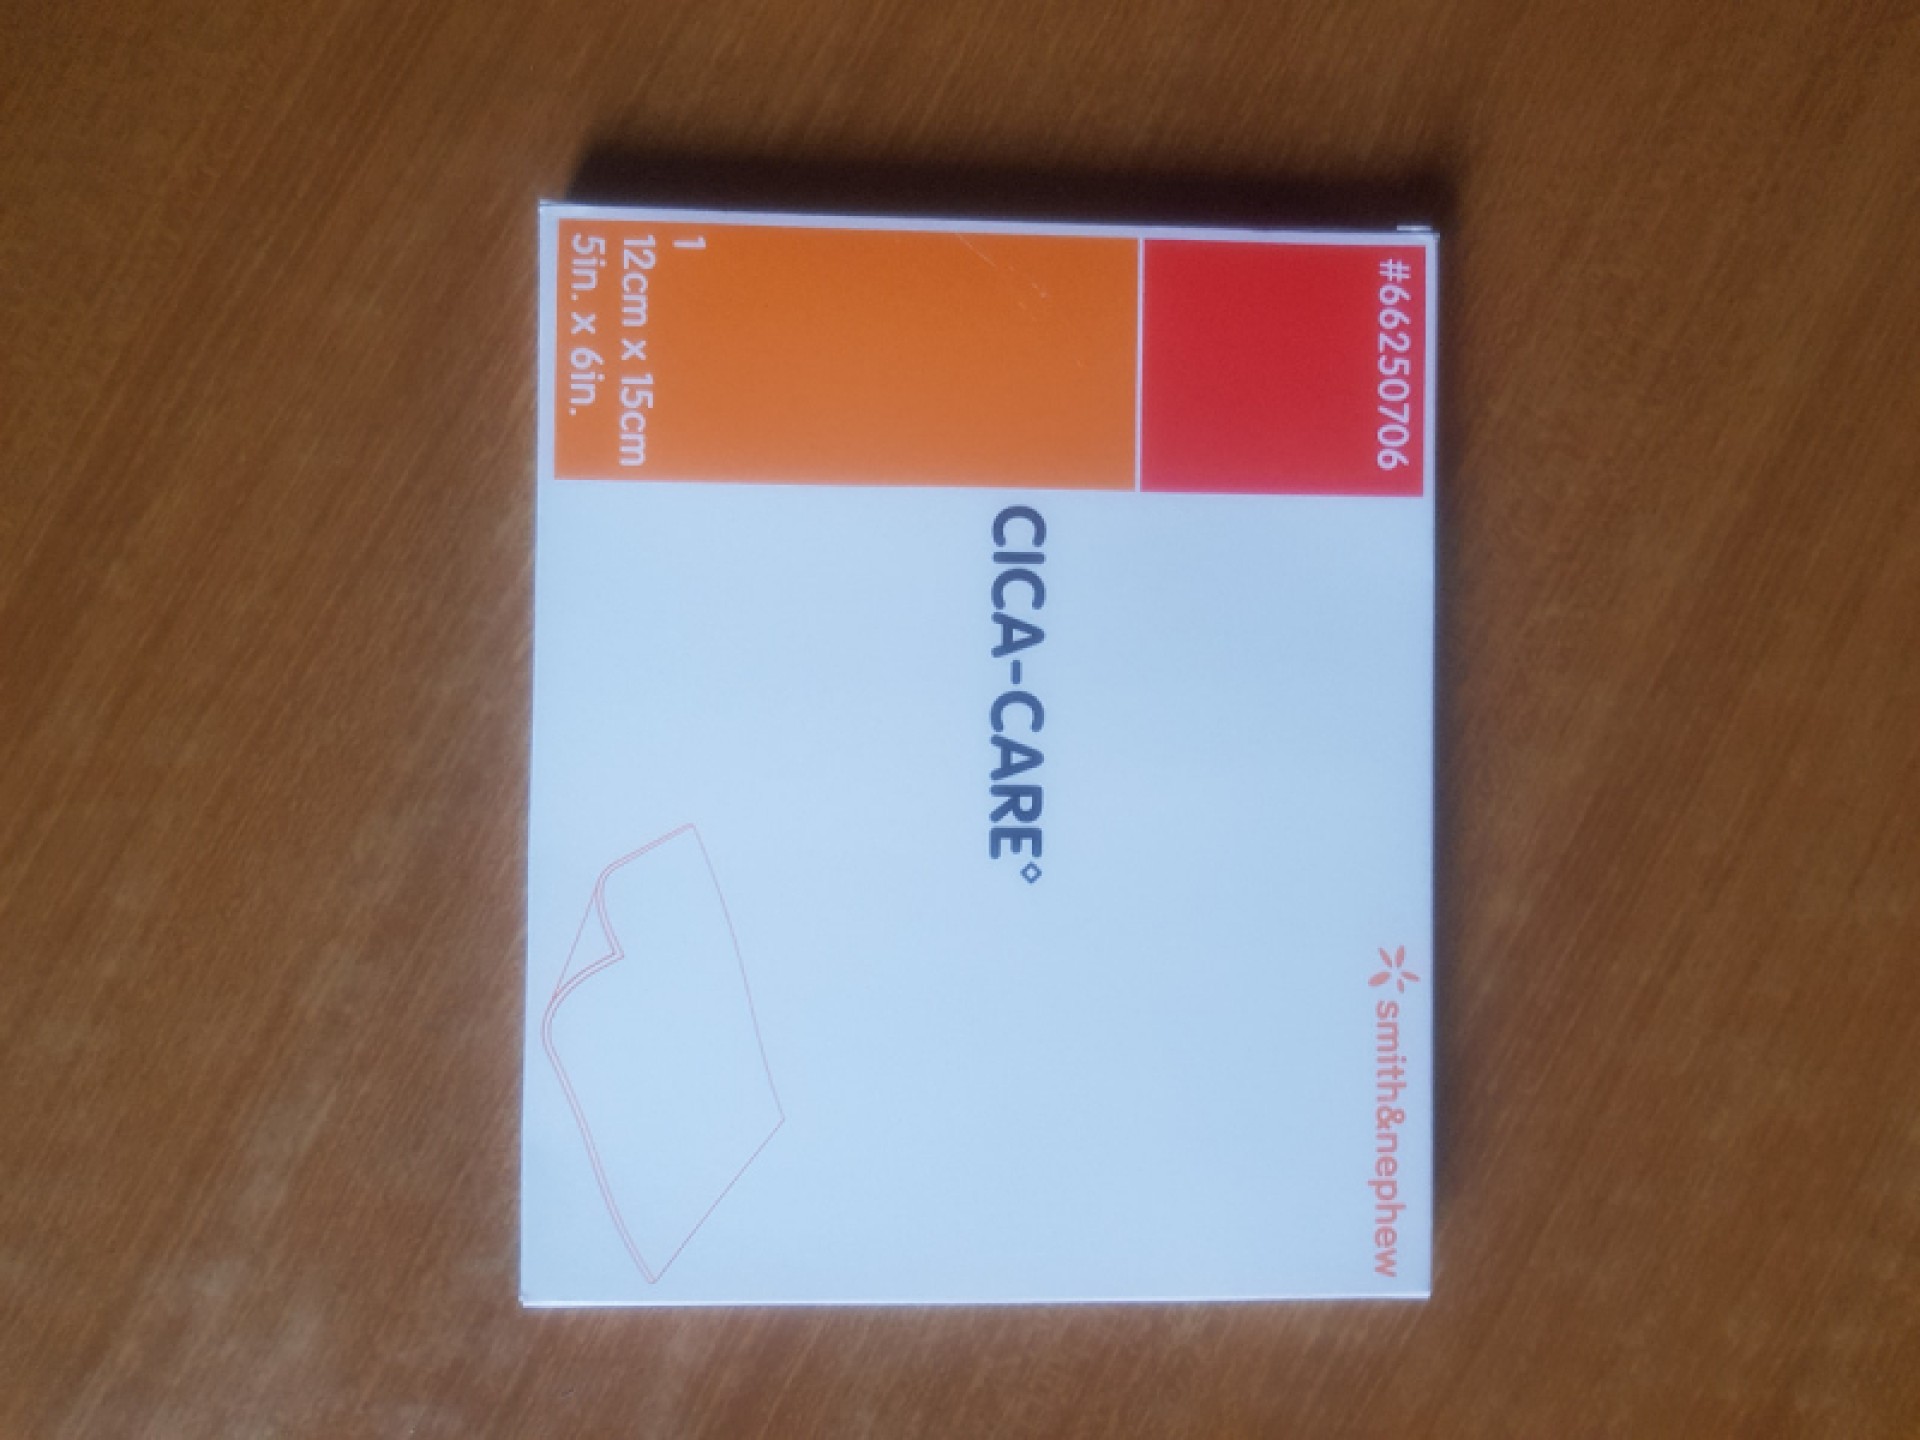 #66250706
smith&nephew
CICA-CARE◊
1
12cm x 15cm
5in. x 6in.